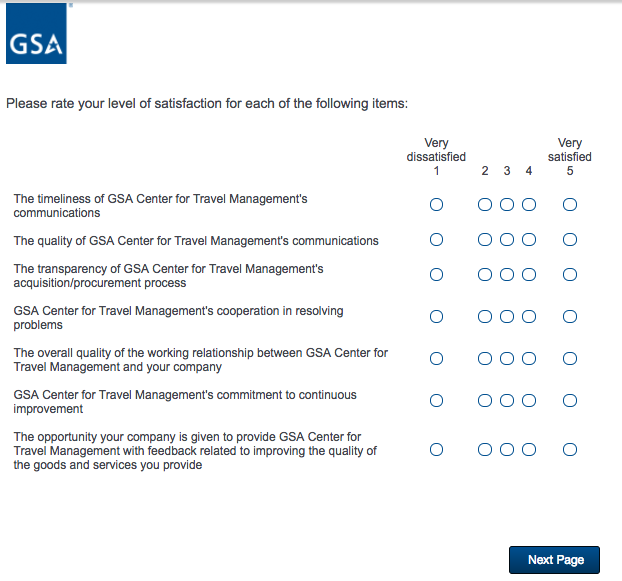 GSA
Please rate your level of satisfaction for each of the following items:
Very
dissatisfied
1 2 3 4
Very
satisfied
5
The timeliness of GSA Center for Travel Management's
communications
The quality of GSA Center for Travel Management's communications
The transparency of GSA Center for Travel Management's
acquisition/procurement process
GSA Center for Travel Management's cooperation in resolving
problems
The overall quality of the working relationship between GSA Center for
Travel Management and your company
GSA Center for Travel Management's commitment to continuous
improvement
The opportunity your company is given to provide GSA Center for
Travel Management with feedback related to improving the quality of
the goods and services you provide
Next Page